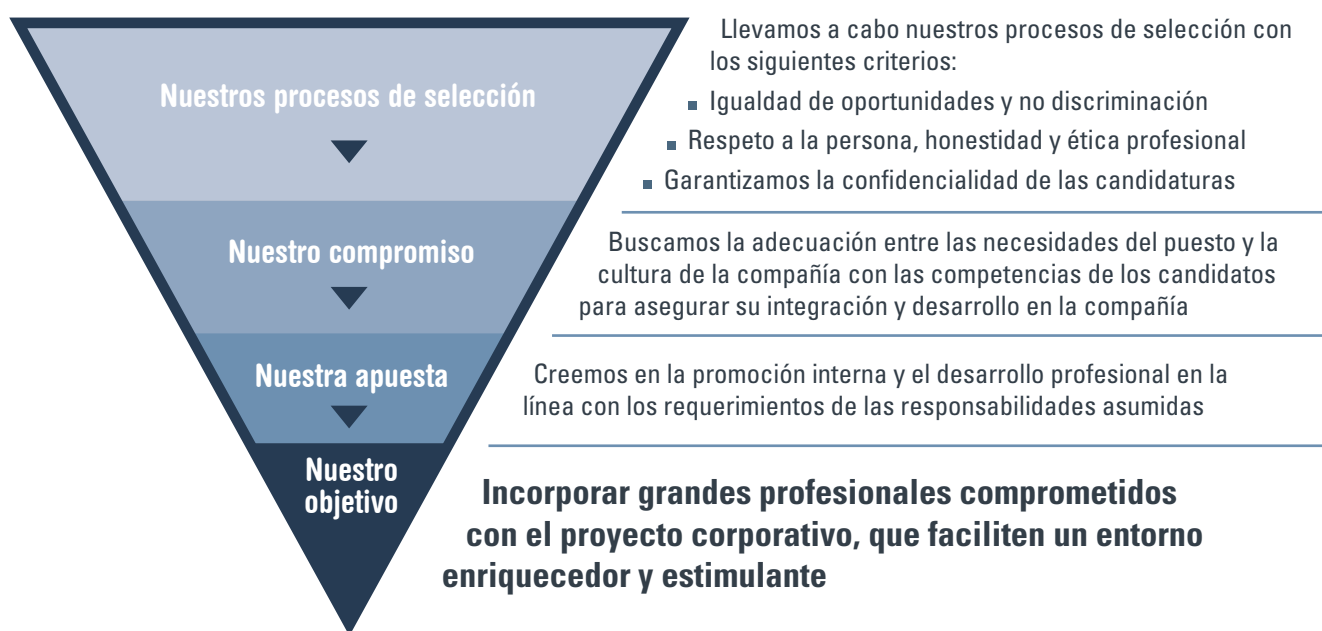 Nuestros procesos de selección
Llevamos a cabo nuestros procesos de selección con
los siguientes criterios:
Igualdad de oportunidades y no discriminación
Respeto a la persona, honestidad y ética profesional
Garantizamos la confidencialidad de las candidaturas
Nuestro compromiso
Buscamos la adecuación entre las necesidades del puesto y la
cultura de la compañía con las competencias de los candidatos
para asegurar su integración y desarrollo en la compañía
Nuestra apuesta
Creemos en la promoción interna y el desarrollo profesional en la
línea con los requerimientos de las responsabilidades asumidas
Nuestro
objetivo
Incorporar grandes profesionales comprometidos
con el proyecto corporativo, que faciliten un entorno
enriquecedor y estimulante